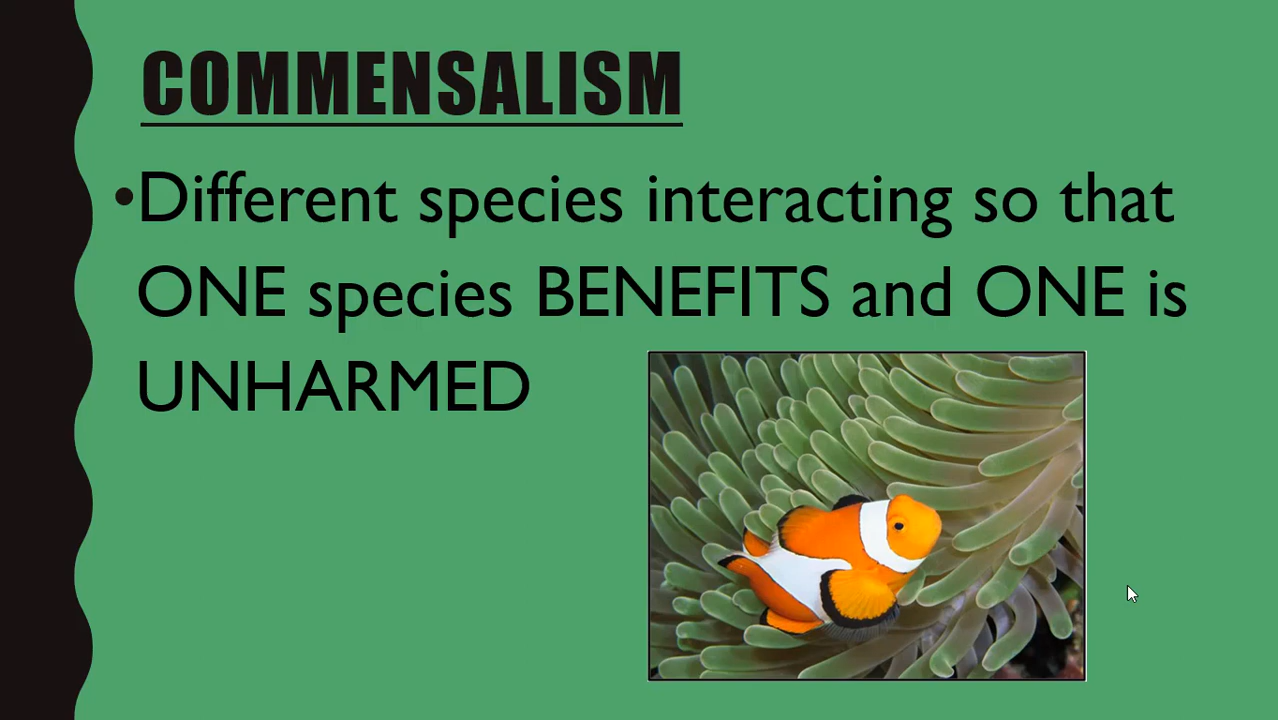 COMMENSALISM
•Different species interacting so that
ONE species BENEFITS and ONE is
UNHARMED